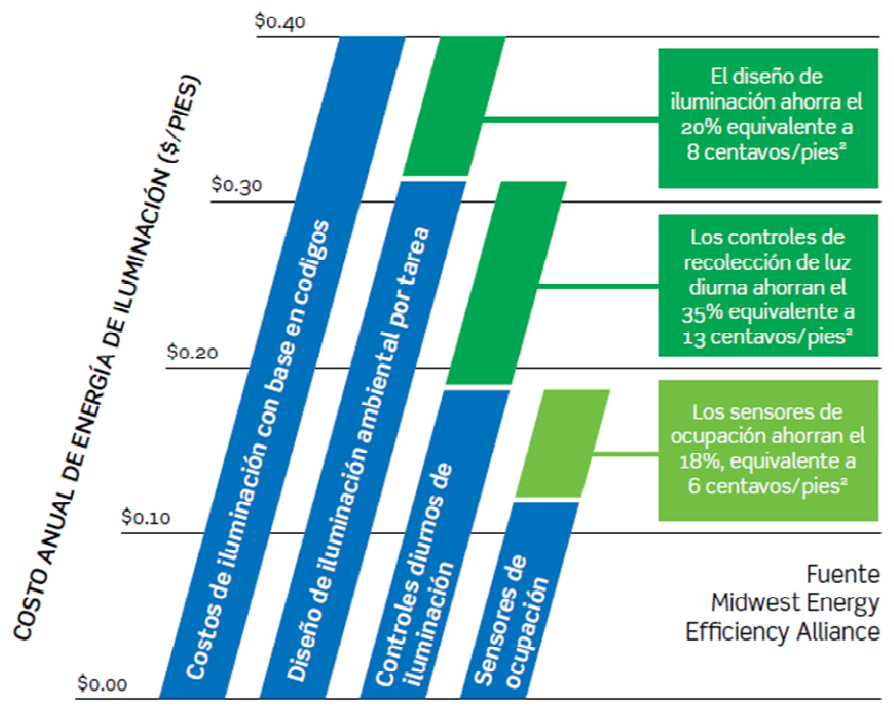 COSTO ANUAL DE ENERGÍA DE ILUMINACIÓN ($/PIES)
$0.40
$0.30
$0.20
$0.10
$0.00
Costos de iluminación con base en codigos
Diseño de iluminación ambiental por tarea
Controles diurnos de
iluminación
Sensores de
ocupación
El diseño de
iluminación ahorra el
20% equivalente a
8 centavos/pies²
Los controles de
recolección de luz
diurna ahorran el
35% equivalente a
13 centavos/pies²
Los sensores de
ocupación ahorran el
18%, equivalente a
6 centavos/pies²
Fuente
Midwest Energy
Efficiency Alliance